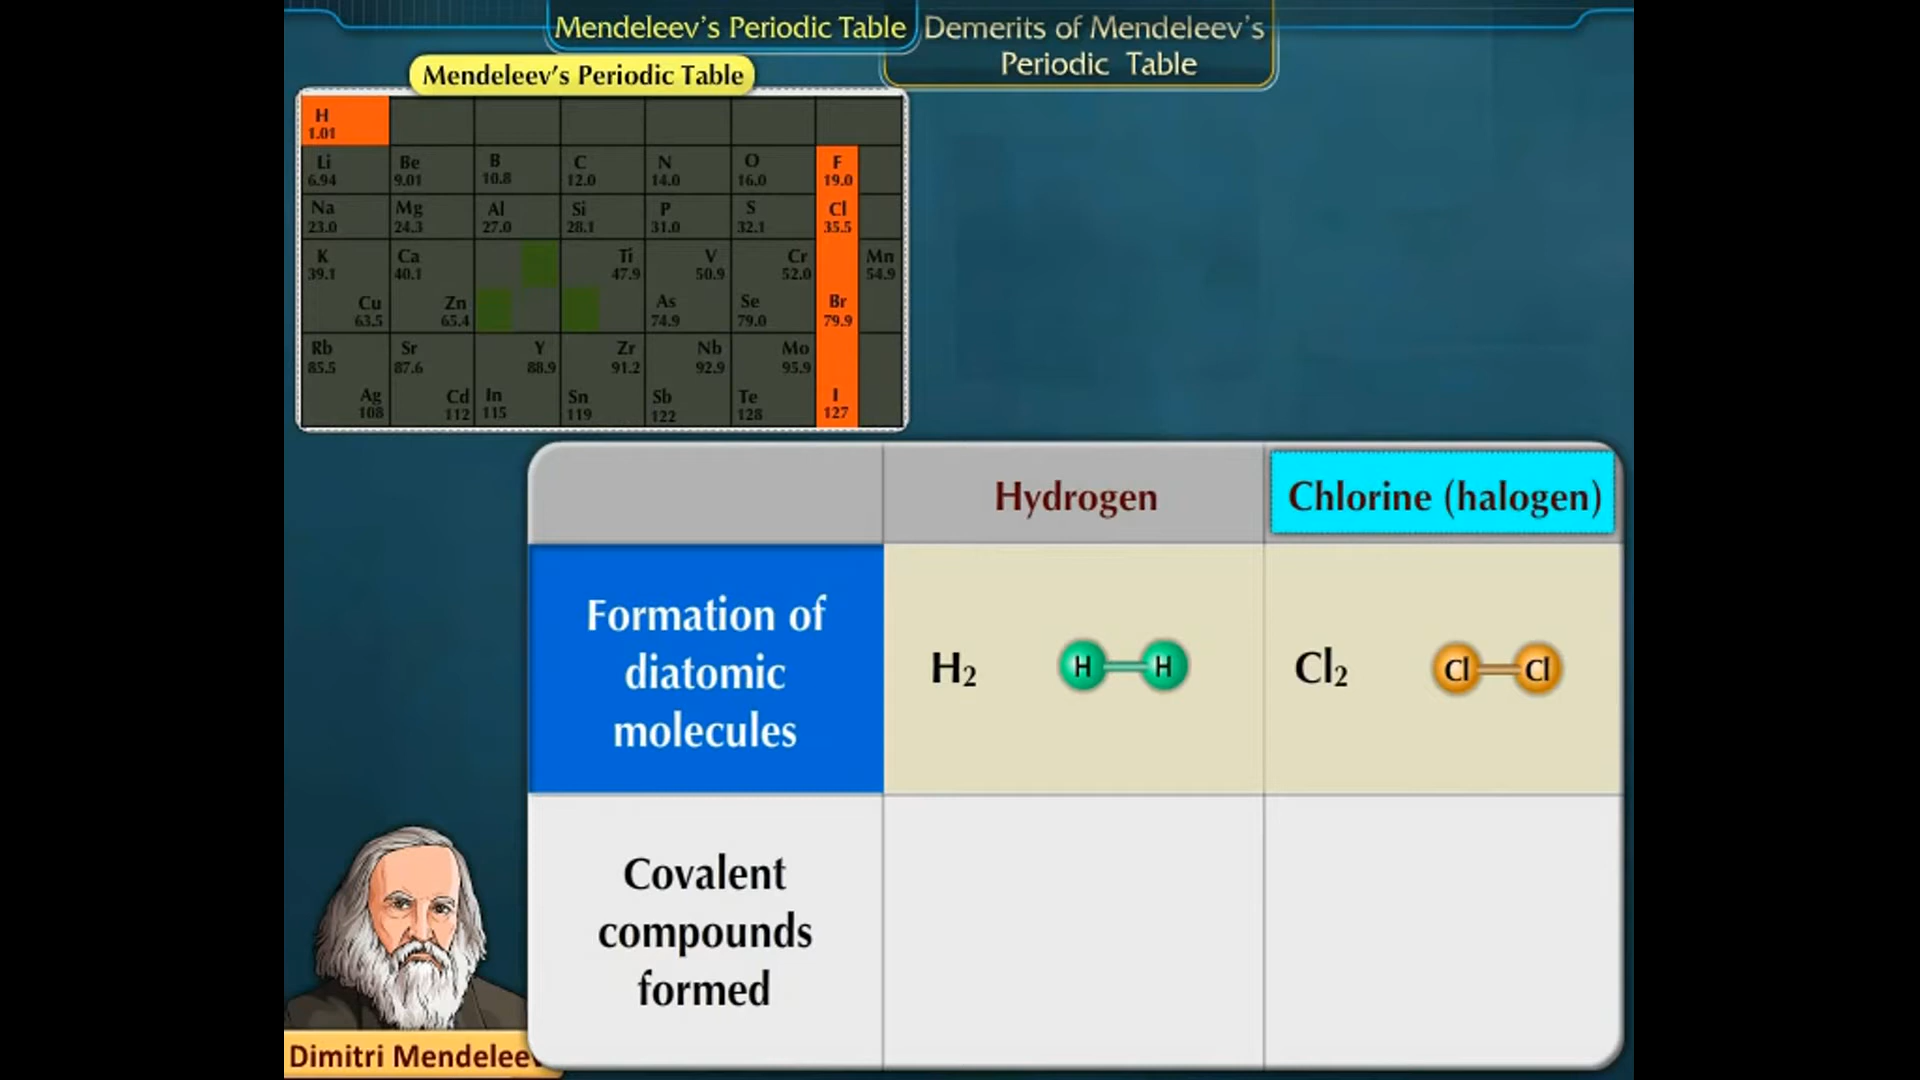 Mendeleev's Periodic Table
Demerits of Mendeleev's
Periodic Table
Mendeleev's Periodic Table
H
1.01
Li Be B C N O F
6.94 9.01 10.8 12.0 14.0 16.0 19.0
Na Mg Al Si P S Cl
23.0 24.3 27.0 28.1 31.0 32.1 35.5
K Ca Ti V Cr Mn
39.1 40.1 47.9 50.9 52.0 54.9
Cu Zn As Se Br
63.5 65.4 74.9 79.0 79.9
Rb Sr Y Zr Nb Mo
85.5 87.6 88.9 91.2 92.9 95.9
Ag Cd In Sn Sb Te I
108 112 115 119 122 128 127
Hydrogen Chlorine (halogen)
Formation of
diatomic
molecules
H₂ H H Cl₂ Cl Cl
Covalent
compounds
formed
Dimitri Mendelee